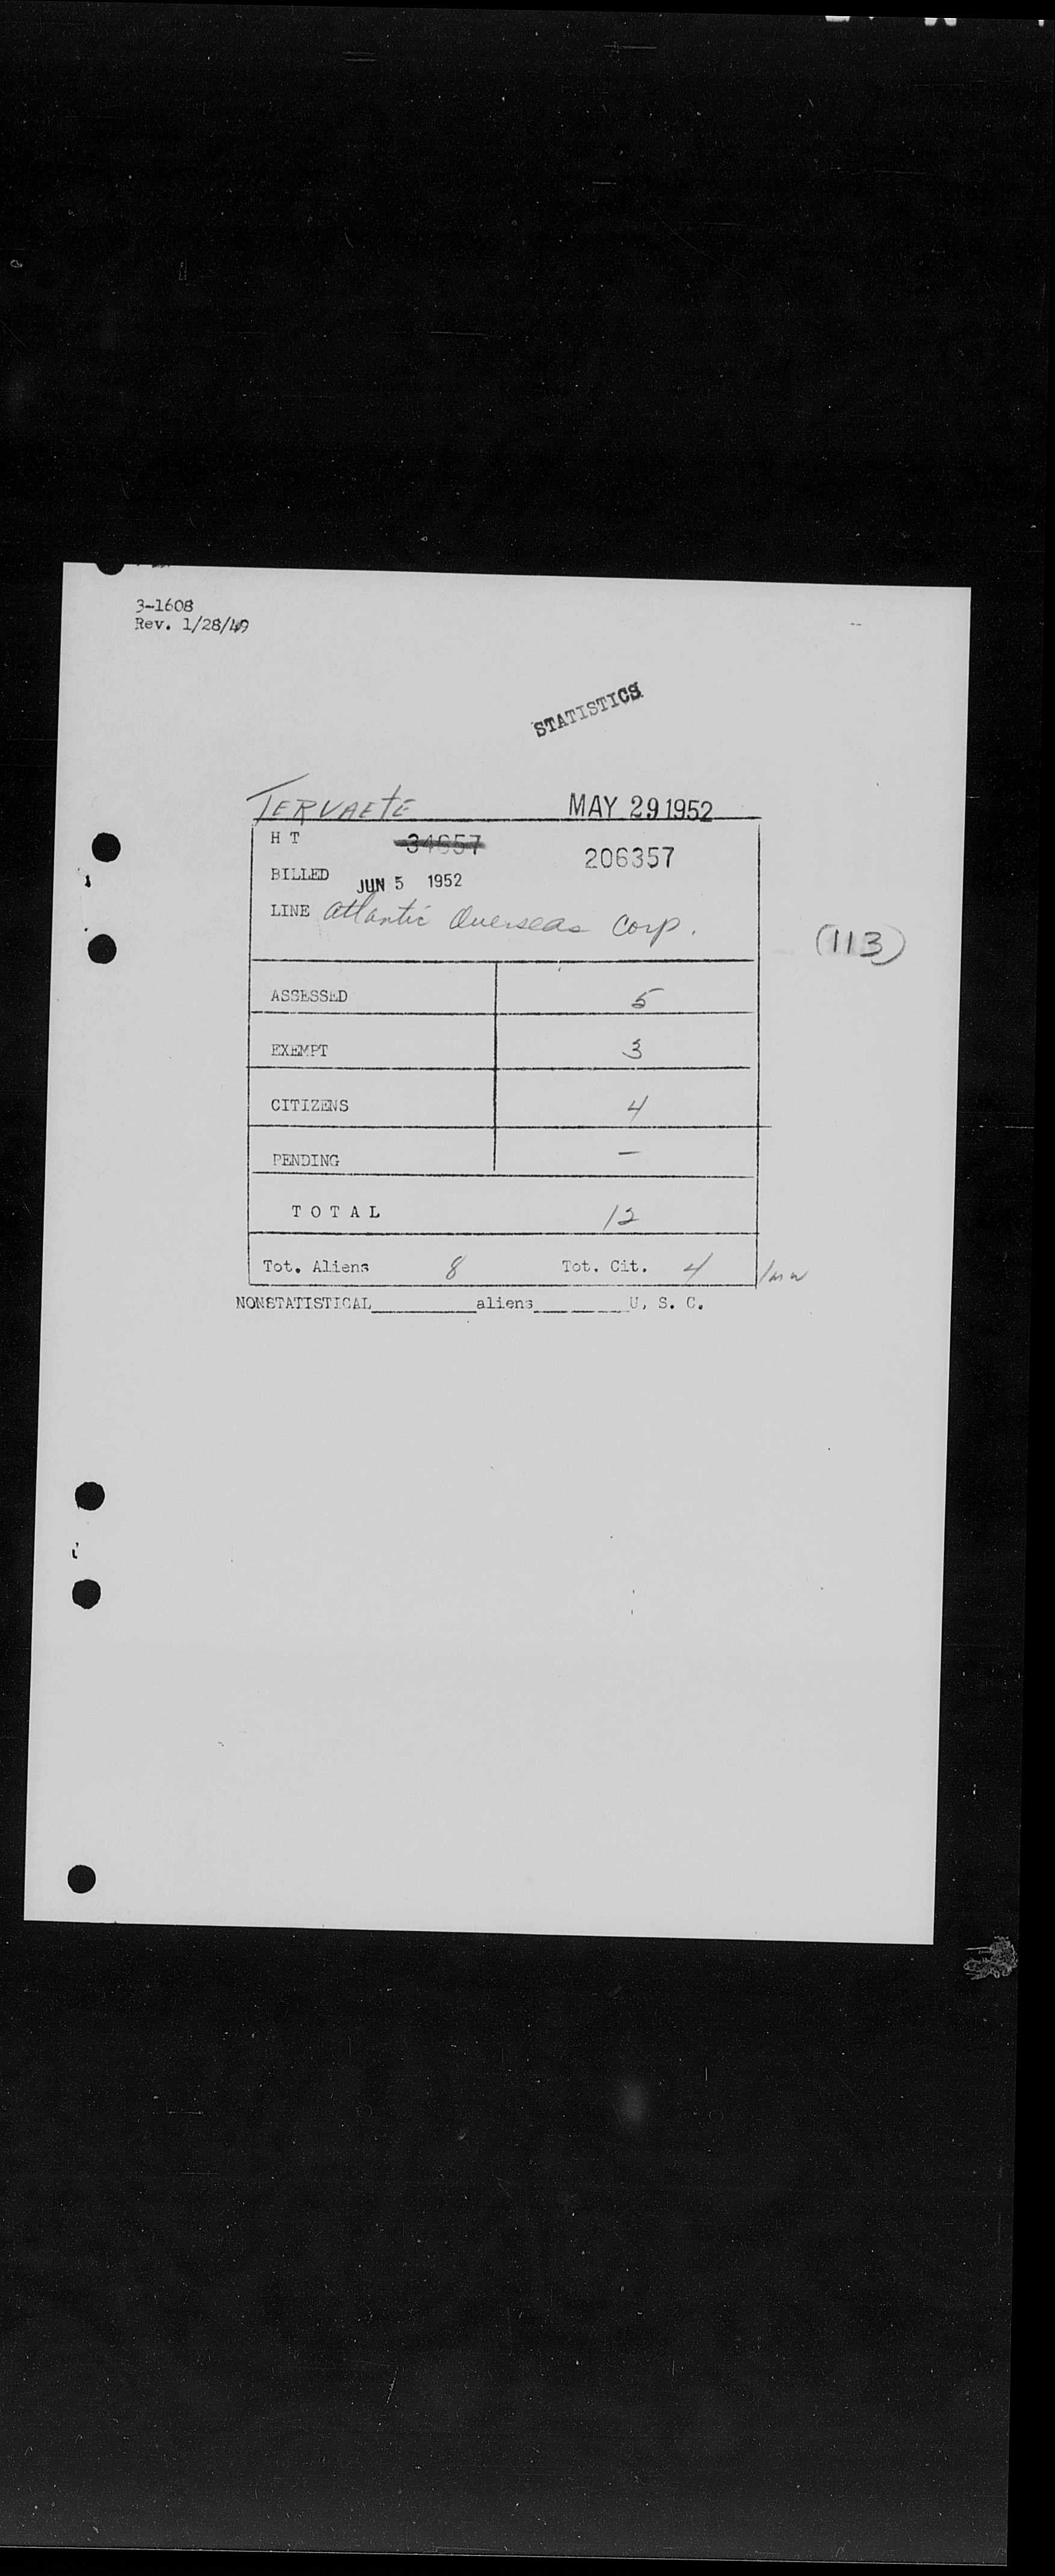 3-1608
Rev. 1/28/49
STATISTICS
TERVAETE MAY 29 1952
H T 34657 206357
BILLED JUN 5 1952
LINE Atlantic Overseas Corp.
(113)
ASSESSED 5
EXEMPT 3
CITIZENS 4
PENDING —
T O T A L 12
Tot. Aliens 8 Tot. Cit. 4
NONSTATISTICAL aliens U. S. C.